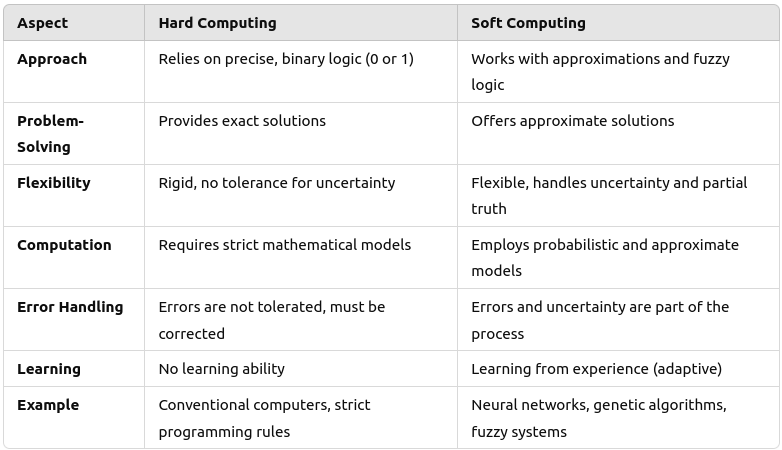 Aspect Hard Computing Soft Computing
Approach Relies on precise, binary logic (0 or 1) Works with approximations and fuzzy
logic
Problem- Provides exact solutions Offers approximate solutions
Solving
Flexibility Rigid, no tolerance for uncertainty Flexible, handles uncertainty and partial
truth
Computation Requires strict mathematical models Employs probabilistic and approximate
models
Error Handling Errors are not tolerated, must be Errors and uncertainty are part of the
corrected process
Learning No learning ability Learning from experience (adaptive)
Example Conventional computers, strict Neural networks, genetic algorithms,
programming rules fuzzy systems